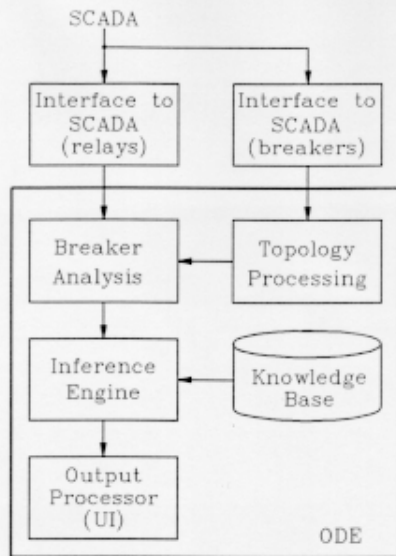 SCADA
Interface to
SCADA
(relays)
Interface to
SCADA
(breakers)
Breaker
Analysis
Topology
Processing
Inference
Engine
Knowledge
Base
Output
Processor
(UI)
ODE